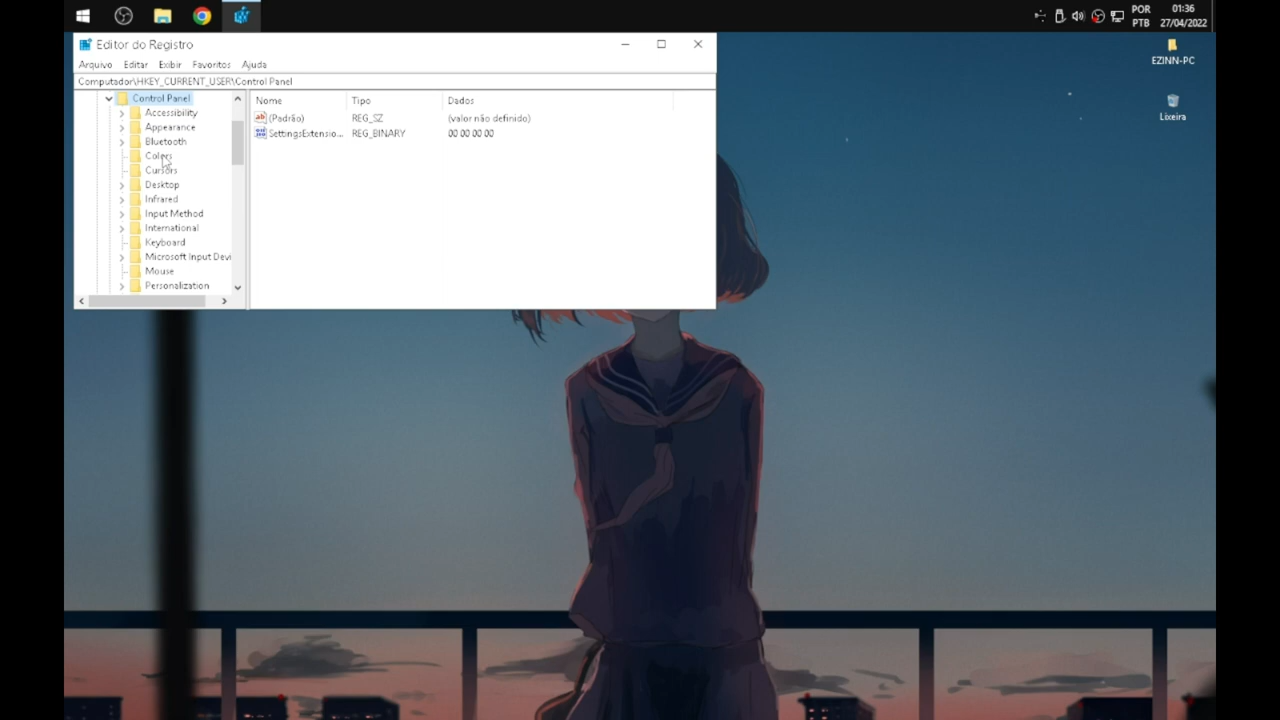 POR 01:36
PTB 27/04/2022
Editor do Registro
Arquivo Editar Exibir Favoritos Ajuda
Computador\HKEY_CURRENT_USER\Control Panel
Control Panel
Accessibility
Appearance
Bluetooth
Colors
Cursors
Desktop
Infrared
Input Method
International
Keyboard
Microsoft Input Devi
Mouse
Personalization
Nome Tipo Dados
(Padrão) REG_SZ (valor não definido)
SettingsExtensio... REG_BINARY 00 00 00 00
EZINN-PC
Lixeira